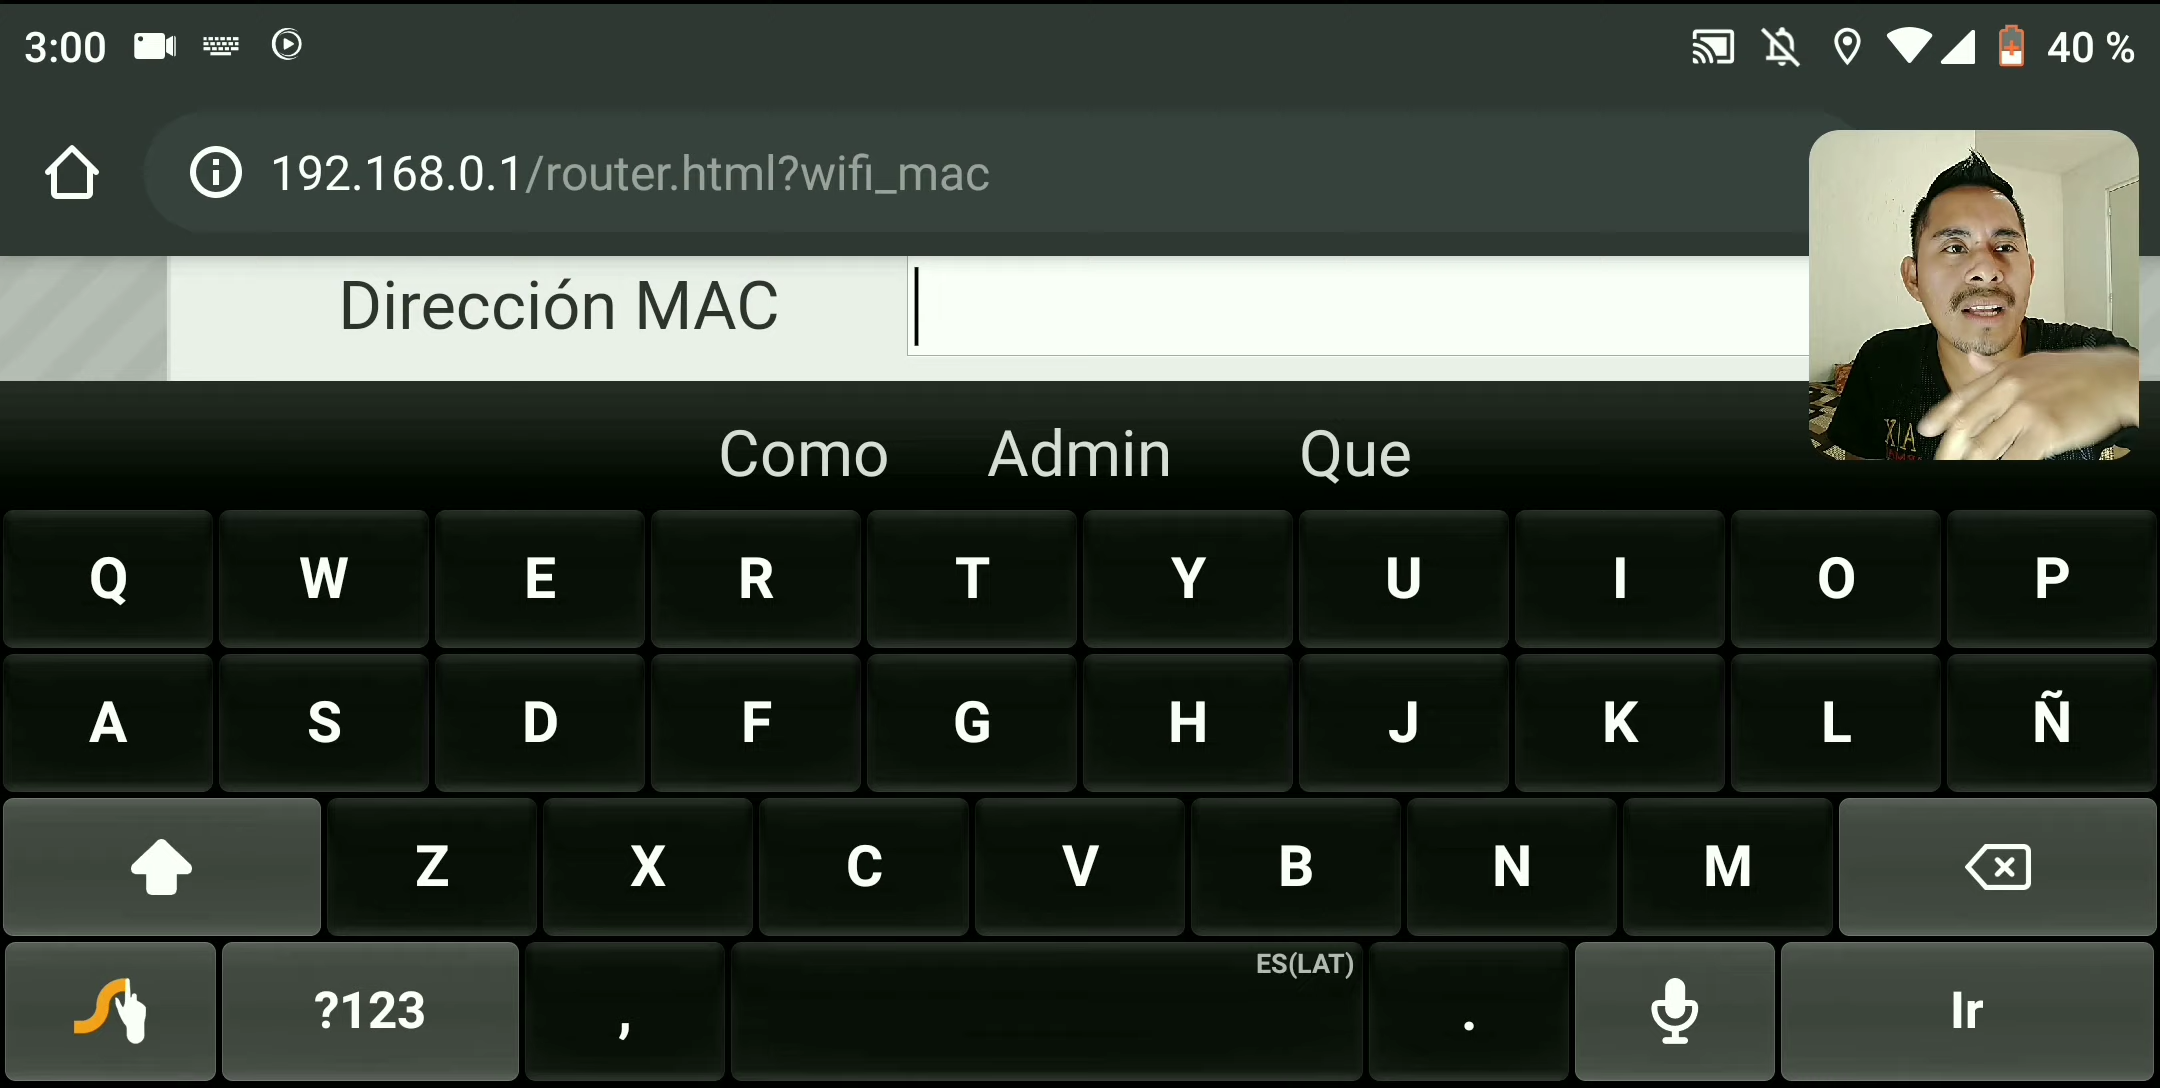 3:00 40 %
192.168.0.1/router.html?wifi_mac
Dirección MAC
Como Admin Que
Q W E R T Y U I O P
A S D F G H J K L Ñ
Z X C V B N M
?123 , ES(LAT) . Ir
XIA